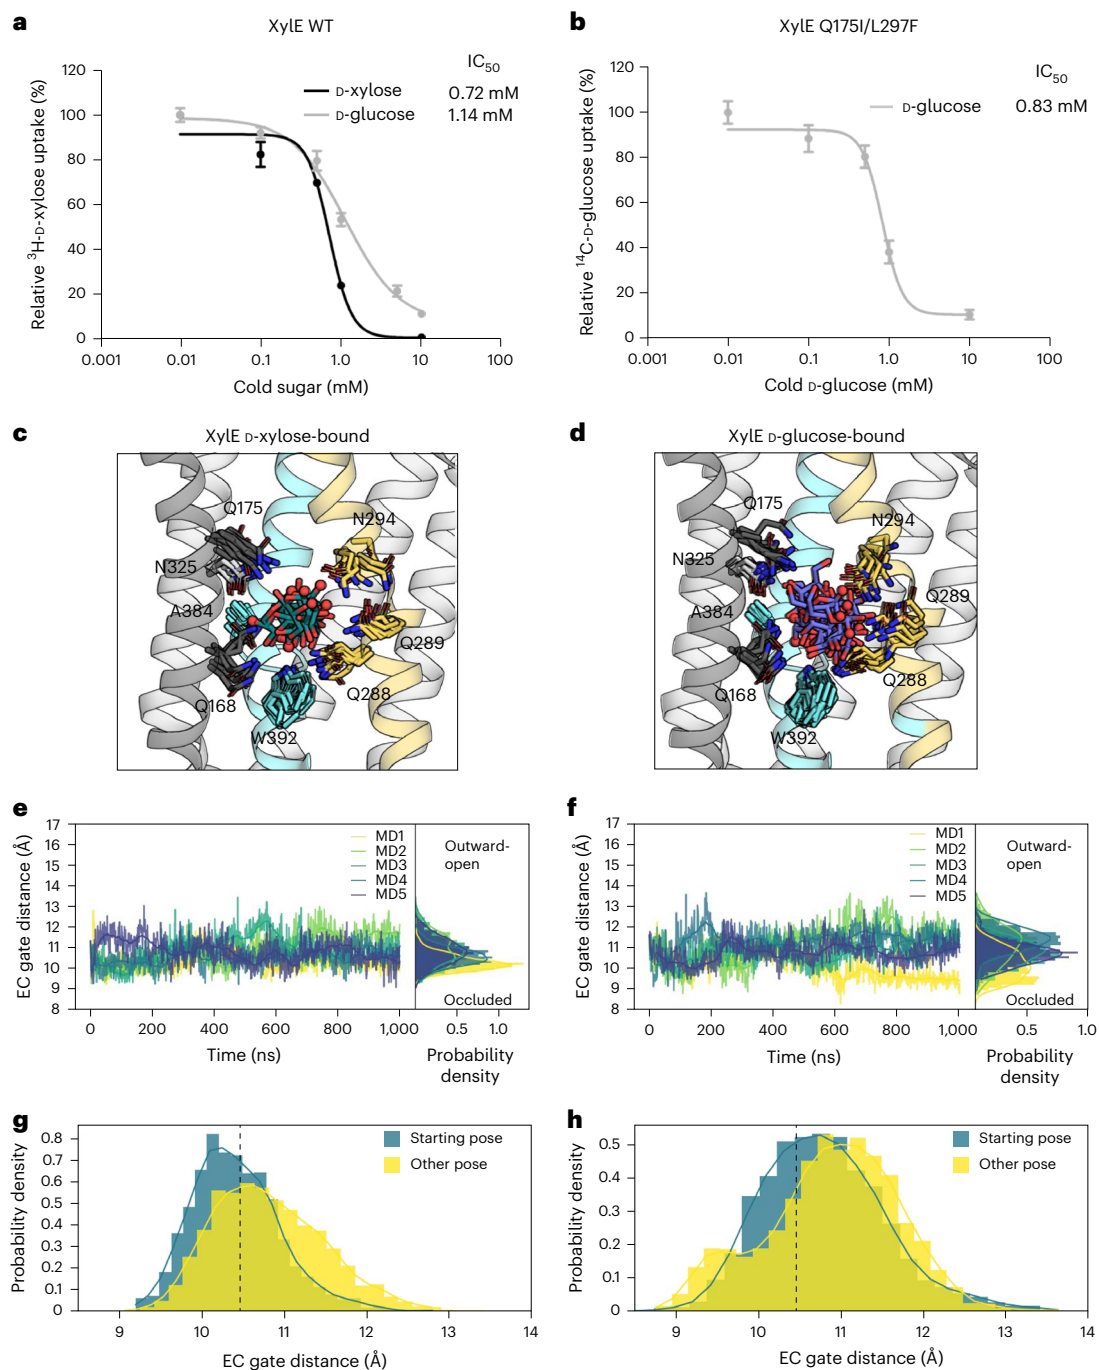 a
XylE WT
IC50
D-xylose 0.72 mM
D-glucose 1.14 mM
Relative 3H-D-xylose uptake (%)
120
100
80
60
40
20
0
0.001 0.01 0.1 1.0 10 100
Cold sugar (mM)
b
XylE Q175I/L297F
IC50
D-glucose 0.83 mM
Relative 14C-D-glucose uptake (%)
120
100
80
60
40
20
0
0.001 0.01 0.1 1.0 10 100
Cold D-glucose (mM)
c
XylE D-xylose-bound
Q175
N294
N325
A384
Q289
Q168
Q288
W392
d
XylE D-glucose-bound
Q175
N294
N325
Q289
A384
Q288
Q168
W392
e
EC gate distance (Å)
17
16
15
14
13
12
11
10
9
8
MD1
MD2
MD3
MD4
MD5
Outward-
open
Occluded
0 200 400 600 800 1,000 0.5 1.0
Time (ns)
Probability
density
f
EC gate distance (Å)
17
16
15
14
13
12
11
10
9
8
MD1
MD2
MD3
MD4
MD5
Outward-
open
Occluded
0 200 400 600 800 1,000 0.5 1.0
Time (ns)
Probability
density
g
Probability density
0.8
0.7
0.6
0.5
0.4
0.3
0.2
0.1
0
Starting pose
Other pose
9 10 11 12 13 14
EC gate distance (Å)
h
Probability density
0.5
0.4
0.3
0.2
0.1
0
Starting pose
Other pose
9 10 11 12 13 14
EC gate distance (Å)